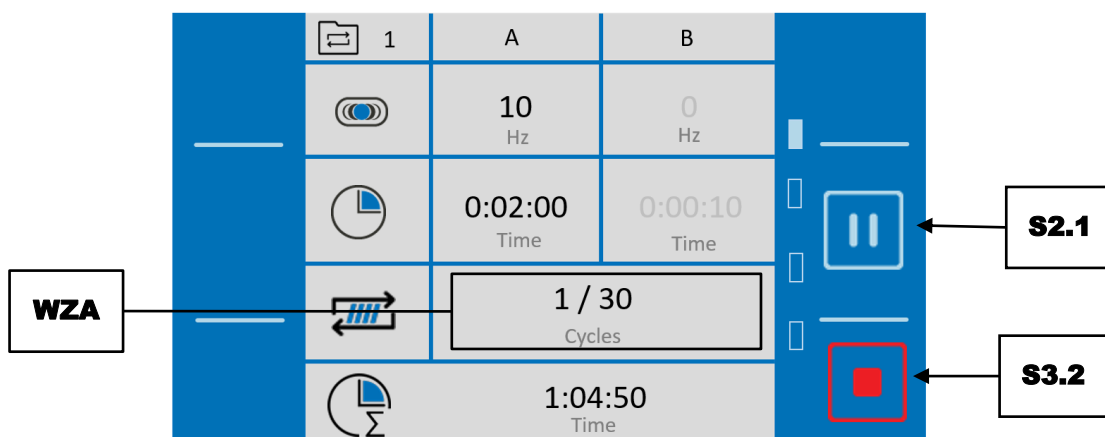 1 A B
10 0
Hz Hz
0:02:00 0:00:10
Time Time
S2.1
WZA
1 / 30
Cycles
S3.2
1:04:50
Time
Σ